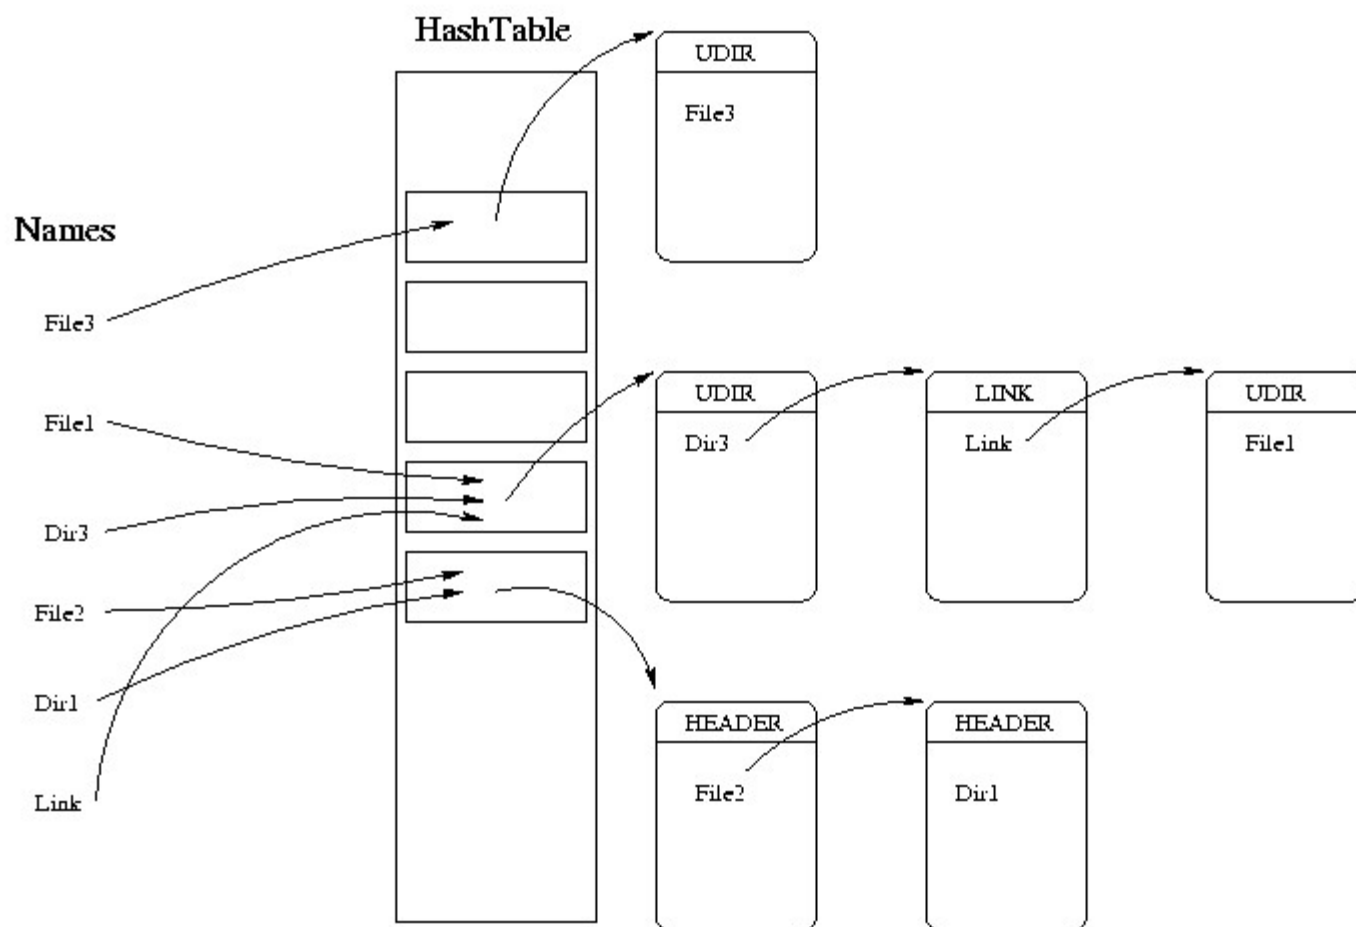 HashTable
UDIR
File3
Names
File3
File1
Dir3
File2
Dir1
Link
UDIR
Dir3
LINK
Link
UDIR
File1
HEADER
File2
HEADER
Dir1